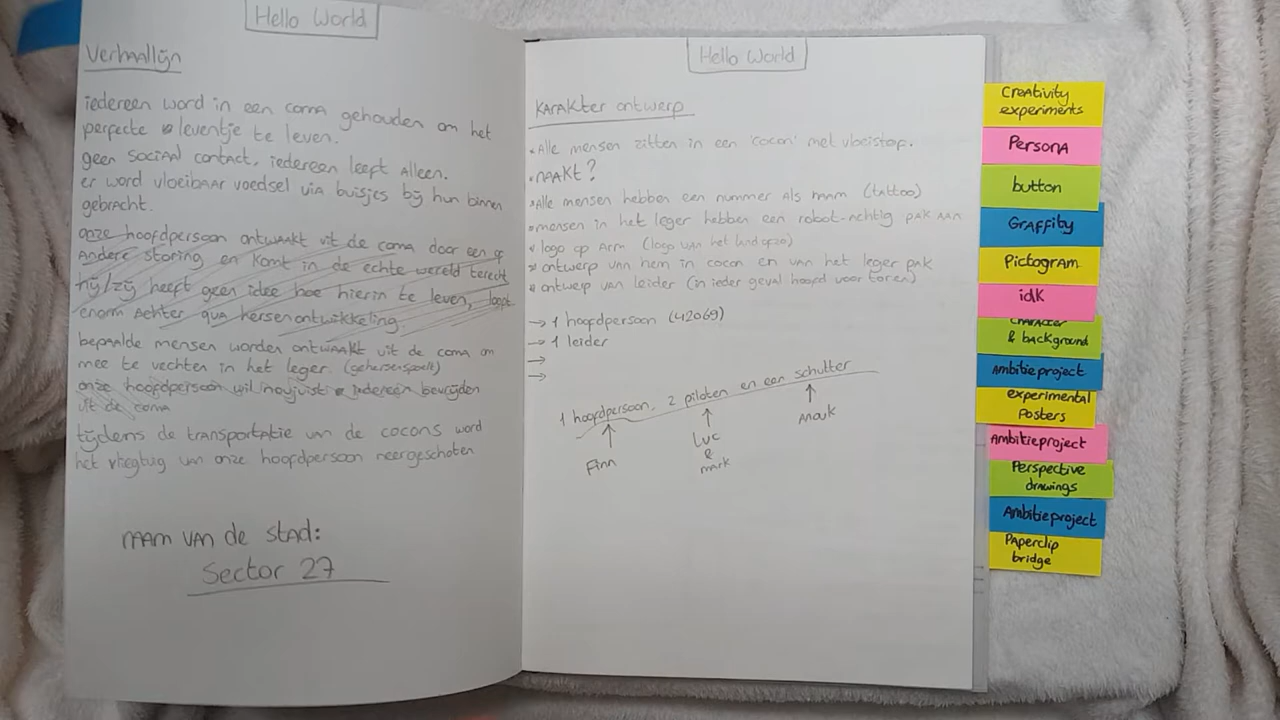 Hello World
Verhaallijn
iedereen word in een coma gehouden om het
perfecte leventje te leven.
geen sociaal contact, iedereen leeft alleen.
er word vloeibaar voedsel via buisjes bij hun binnen
gebracht.
onze hoofdpersoon ontwaakt uit de coma door een of
andere storing en komt in de echte wereld terecht
hij/zij heeft geen idee hoe hierin te leven, loopt
enorm achter qua hersenontwikkeling.
bepaalde mensen worden ontwaakt uit de coma om
mee te vechten in het leger. (gehersenspoelt)
onze hoofdpersoon wil nou juist iedereen bevrijden
uit de coma
tijdens de transportatie van de cocons word
het vliegtuig van onze hoofdpersoon neergeschoten
naam van de stad:
Sector 27
Hello World
Karakter ontwerp
• Alle mensen zitten in een 'cocon' met vloeistof.
• naakt?
• Alle mensen hebben een nummer als naam (tattoo)
• mensen in het leger hebben een robot-achtig pak aan
• logo op arm (logo van het land ofzo)
• ontwerp van hem in cocon en van het leger pak
• ontwerp van leider (in ieder geval hoofd voor toren)
→ 1 hoofdpersoon (42069)
→ 1 leider
→
→
1 hoofdpersoon, 2 piloten en een schutter
Finn
Luc
&
mark
Anouk
Creativity
experiments
Persona
button
Graffity
Pictogram
idk
character
& background
Ambitieproject
experimental
Posters
Ambitieproject
Perspective
drawings
Ambitieproject
Paperclip
bridge